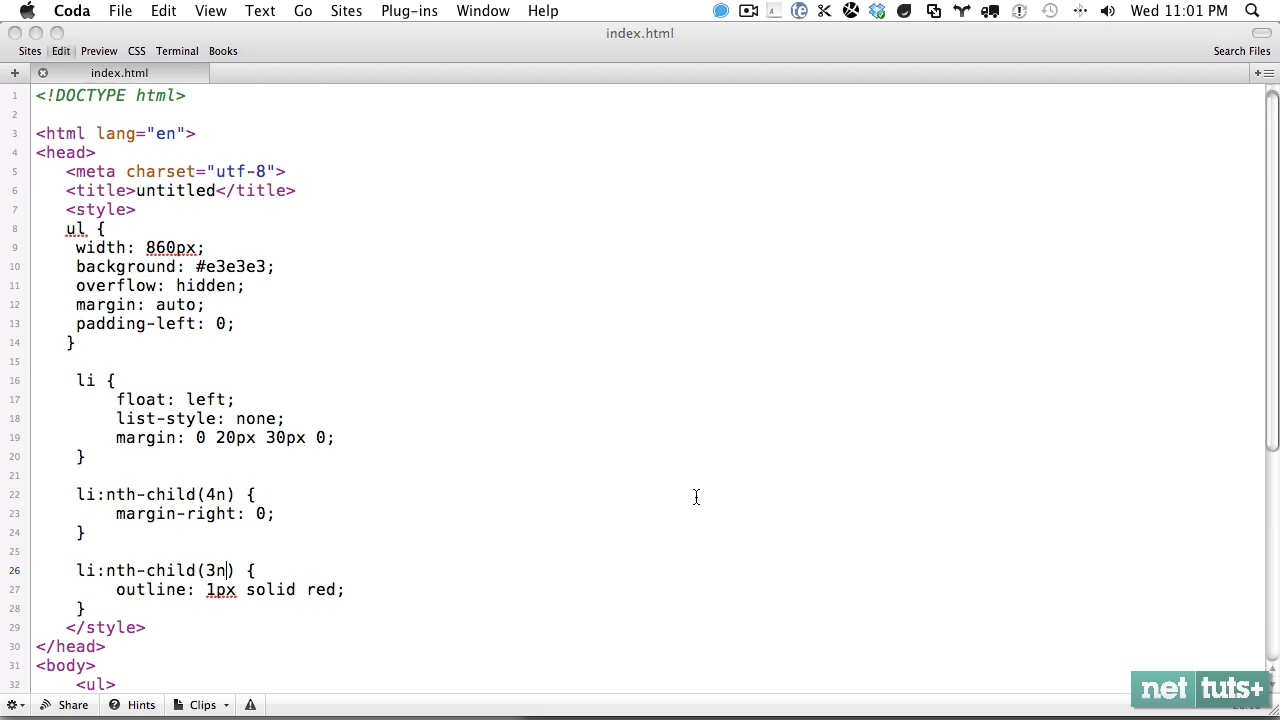 Coda File Edit View Text Go Sites Plug-ins Window Help Wed 11:01 PM
index.html
Sites Edit Preview CSS Terminal Books Search Files
index.html
1 <!DOCTYPE html>
2
3 <html lang="en">
4 <head>
5 <meta charset="utf-8">
6 <title>untitled</title>
7 <style>
8 ul {
9 width: 860px;
10 background: #e3e3e3;
11 overflow: hidden;
12 margin: auto;
13 padding-left: 0;
14 }
15
16 li {
17 float: left;
18 list-style: none;
19 margin: 0 20px 30px 0;
20 }
21
22 li:nth-child(4n) {
23 margin-right: 0;
24 }
25
26 li:nth-child(3n) {
27 outline: 1px solid red;
28 }
29 </style>
30 </head>
31 <body>
32 <ul>
Share Hints Clips
net tuts+